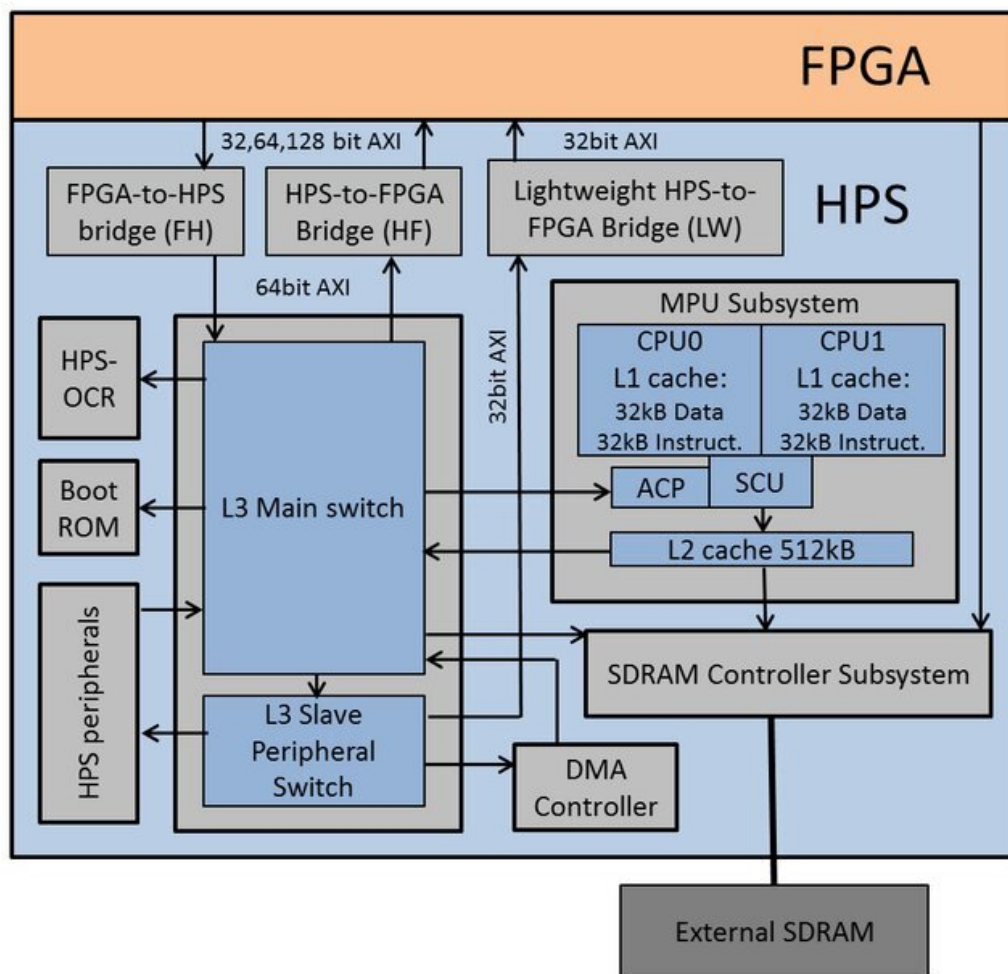 FPGA
32,64,128 bit AXI
32bit AXI
FPGA-to-HPS
bridge (FH)
HPS-to-FPGA
Bridge (HF)
Lightweight HPS-to-
FPGA Bridge (LW)
HPS
64bit AXI
MPU Subsystem
CPU0
L1 cache:
32kB Data
32kB Instruct.
CPU1
L1 cache:
32kB Data
32kB Instruct.
HPS-
OCR
32bit AXI
Boot
ROM
L3 Main switch
ACP
SCU
L2 cache 512kB
HPS peripherals
SDRAM Controller Subsystem
L3 Slave
Peripheral
Switch
DMA
Controller
External SDRAM